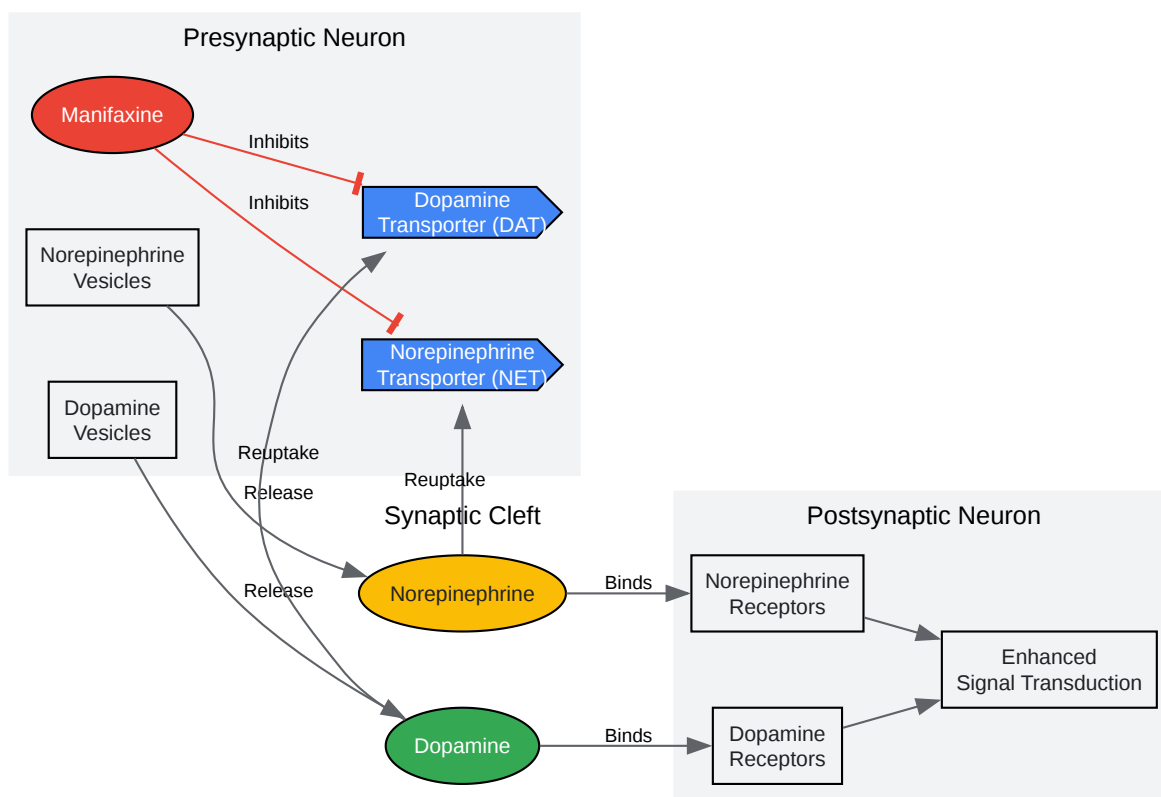 Presynaptic Neuron
Manifaxine
Inhibits
Inhibits
Dopamine
Transporter (DAT)
Norepinephrine
Vesicles
Norepinephrine
Transporter (NET)
Dopamine
Vesicles
Reuptake
Release
Reuptake
Synaptic Cleft
Postsynaptic Neuron
Release
Norepinephrine
Binds
Norepinephrine
Receptors
Enhanced
Signal Transduction
Dopamine
Binds
Dopamine
Receptors